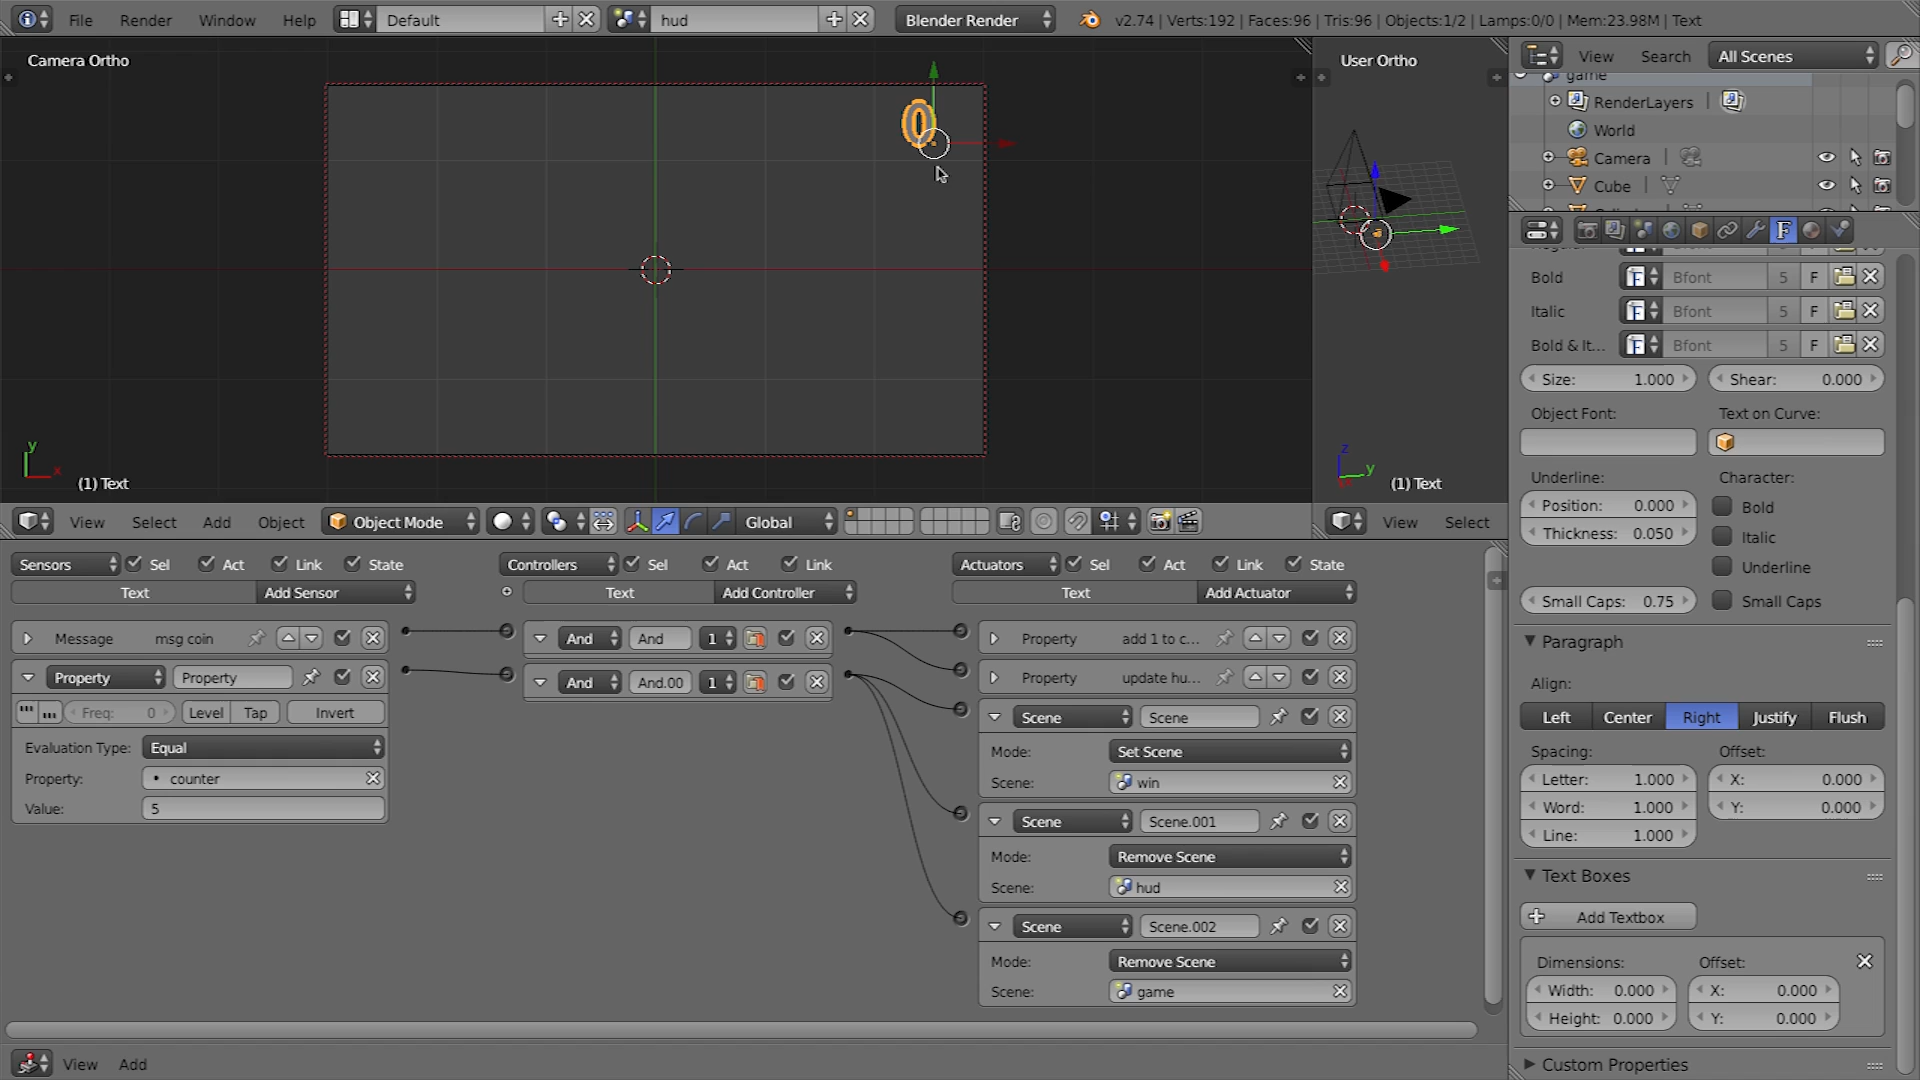 File Render Window Help Default hud Blender Render v2.74 | Verts:192 | Faces:96 | Tris:96 | Objects:1/2 | Lamps:0/0 | Mem:23.98M | Text
Camera Ortho
User Ortho
View Search All Scenes
game
RenderLayers
World
Camera
Cube
0
y
x
(1) Text
z
y
(1) Text
Bold F Bfont 5 F
Italic F Bfont 5 F
Bold & It... F Bfont 5 F
Size: 1.000 Shear: 0.000
Object Font: Text on Curve:
Underline: Character:
Position: 0.000 Bold
Thickness: 0.050 Italic
Underline
Small Caps: 0.75 Small Caps
Paragraph
Align:
Left Center Right Justify Flush
Spacing: Offset:
Letter: 1.000 X: 0.000
Word: 1.000 Y: 0.000
Line: 1.000
Text Boxes
Add Textbox
Dimensions: Offset:
Width: 0.000 X: 0.000
Height: 0.000 Y: 0.000
Custom Properties
View Select Add Object Object Mode Global
View Select
Sensors Sel Act Link State Controllers Sel Act Link Actuators Sel Act Link State
Text Add Sensor Text Add Controller Text Add Actuator
Message msg coin And And 1 Property add 1 to c...
Property Property And And.00 1 Property update hu...
Freq: 0 Level Tap Invert Scene Scene
Evaluation Type: Equal Mode: Set Scene
Property: counter Scene: win
Value: 5
Scene Scene.001
Mode: Remove Scene
Scene: hud
Scene Scene.002
Mode: Remove Scene
Scene: game
View Add